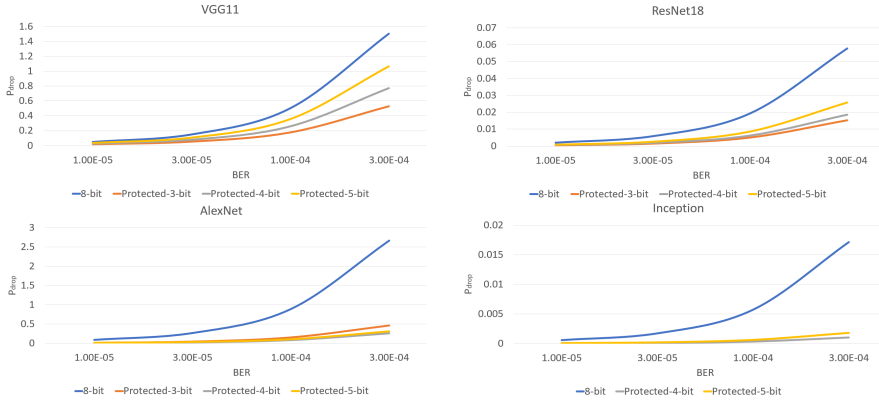 VGG11
1.6
1.4
1.2
1
0.8
0.6
0.4
0.2
0
Pdrop
1.00E-05 3.00E-05 1.00E-04 3.00E-04
BER
8-bit Protected-3-bit Protected-4-bit Protected-5-bit
ResNet18
0.07
0.06
0.05
0.04
0.03
0.02
0.01
0
Pdrop
1.00E-05 3.00E-05 1.00E-04 3.00E-04
BER
8-bit Protected-3-bit Protected-4-bit Protected-5-bit
AlexNet
3
2.5
2
1.5
1
0.5
0
Pdrop
1.00E-05 3.00E-05 1.00E-04 3.00E-04
BER
8-bit Protected-3-bit Protected-4-bit Protected-5-bit
Inception
0.02
0.015
0.01
0.005
0
Pdrop
1.00E-05 3.00E-05 1.00E-04 3.00E-04
BER
8-bit Protected-4-bit Protected-5-bit